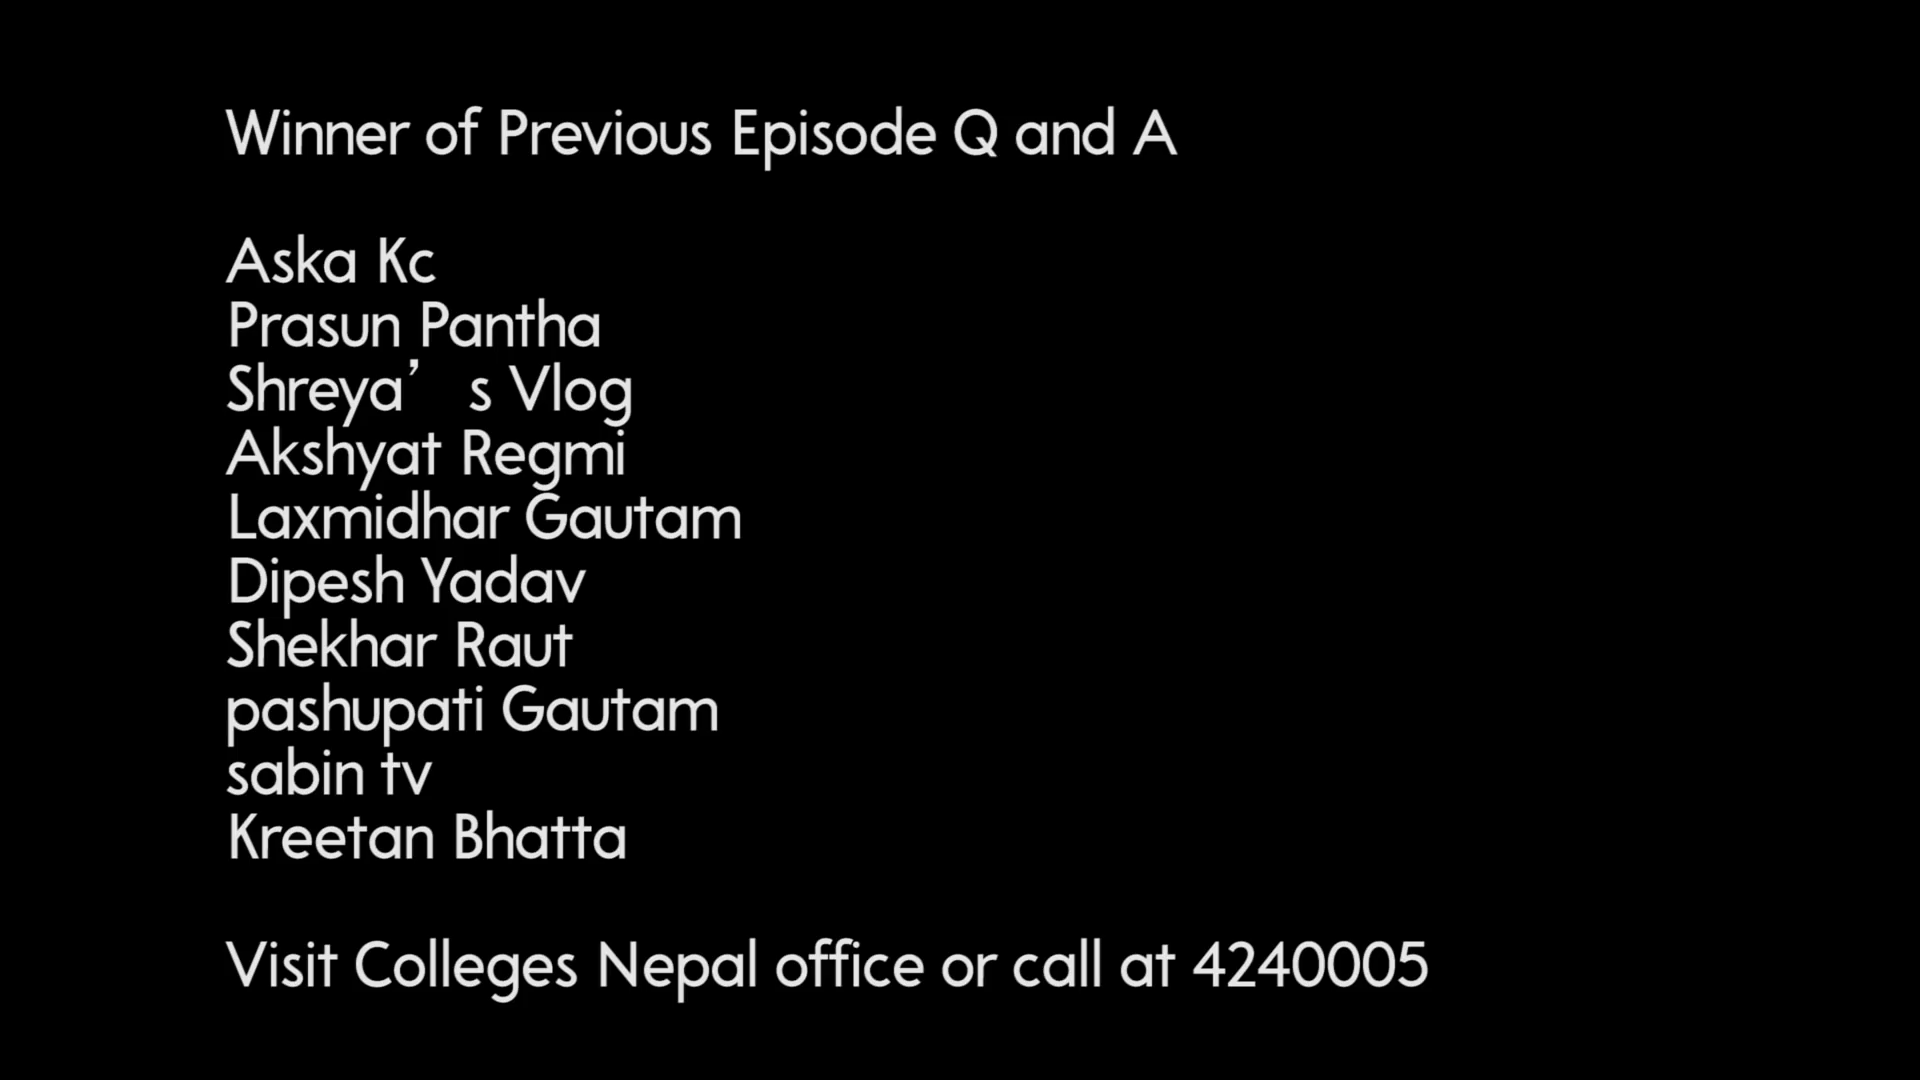 Winner of Previous Episode Q and A
Aska Kc
Prasun Pantha
Shreya’ s Vlog
Akshyat Regmi
Laxmidhar Gautam
Dipesh Yadav
Shekhar Raut
pashupati Gautam
sabin tv
Kreetan Bhatta
Visit Colleges Nepal office or call at 4240005